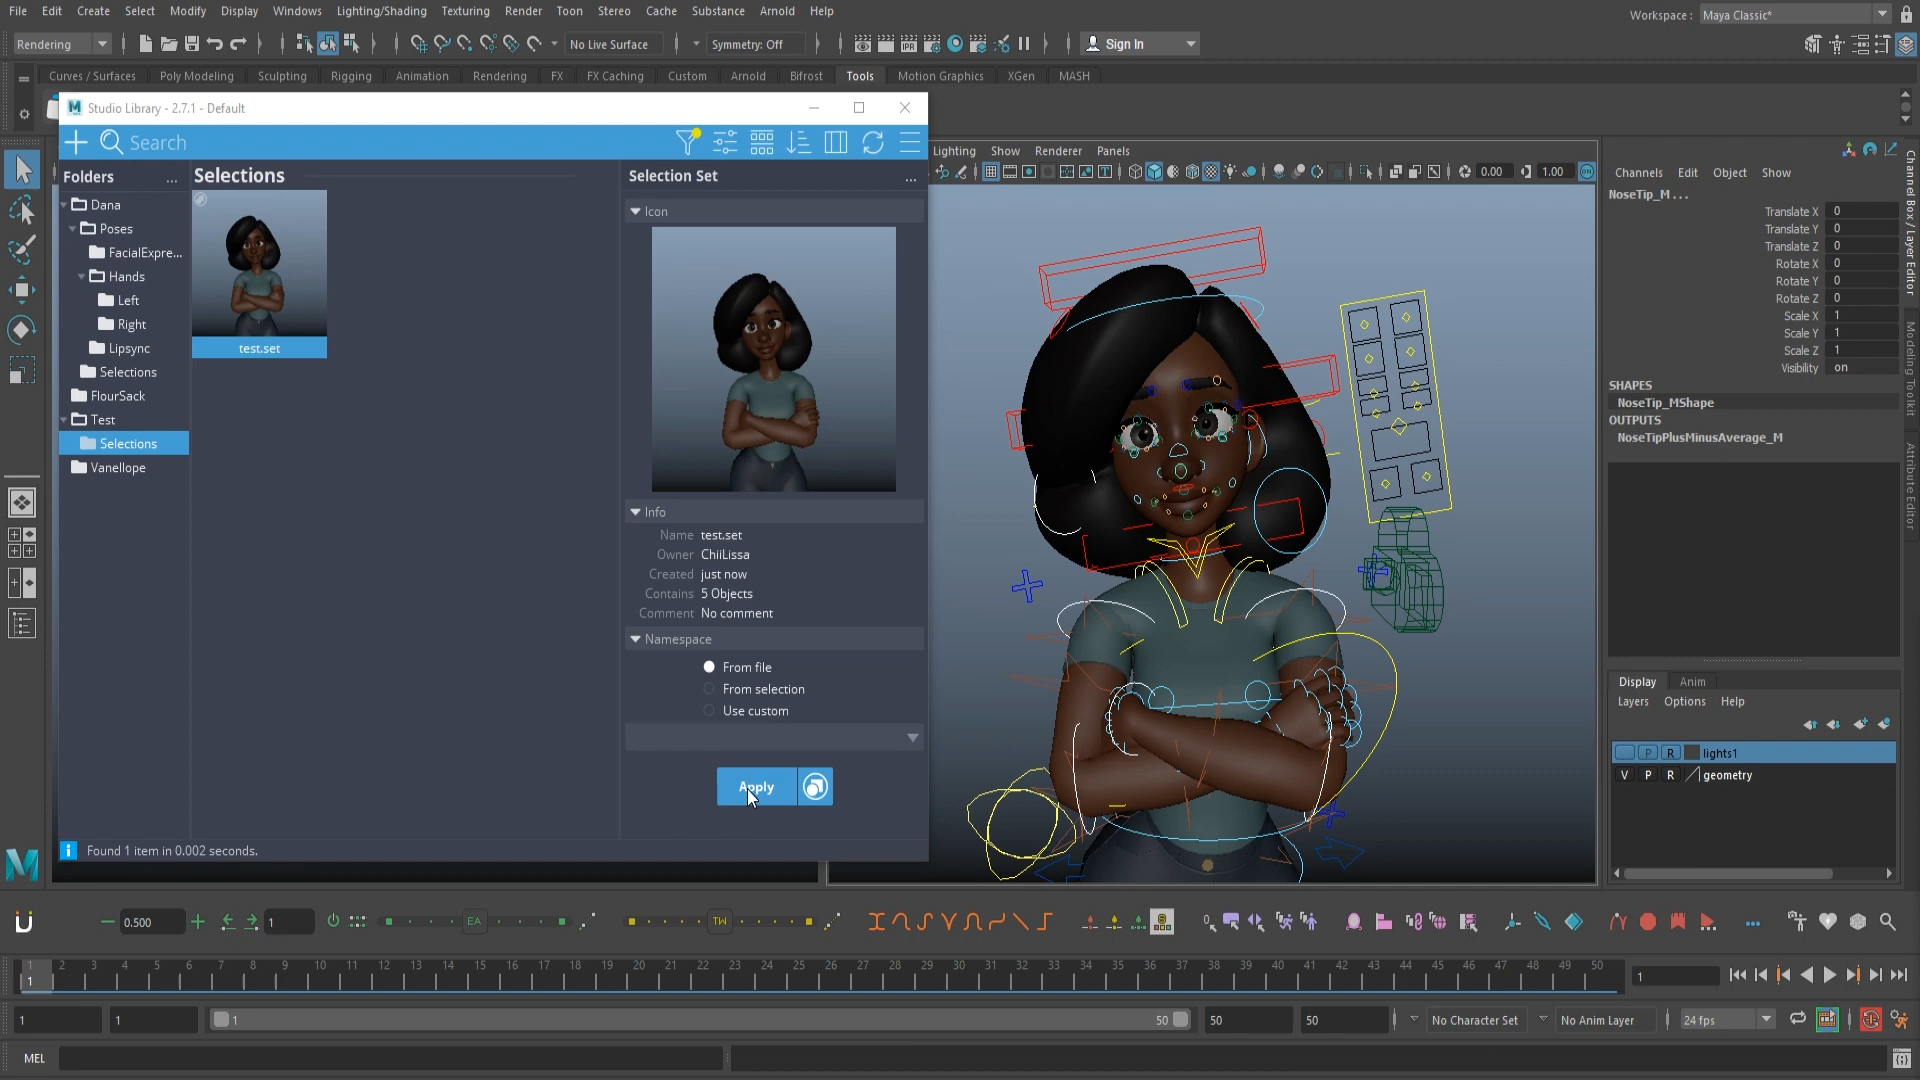 File Edit Create Select Modify Display Windows Lighting/Shading Texturing Render Toon Stereo Cache Substance Arnold Help
Workspace : Maya Classic*
Rendering
No Live Surface
Symmetry: Off
Sign In
Curves / Surfaces Poly Modeling Sculpting Rigging Animation Rendering FX FX Caching Custom Arnold Bifrost Tools Motion Graphics XGen MASH
Studio Library - 2.7.1 - Default
Search
Folders ...
Dana
Poses
FacialExpre...
Hands
Left
Right
Lipsync
Selections
FlourSack
Test
Selections
Vanellope
Selections
test.set
Selection Set ...
Icon
Info
Name test.set
Owner ChiiLissa
Created just now
Contains 5 Objects
Comment No comment
Namespace
From file
From selection
Use custom
Apply
Found 1 item in 0.002 seconds.
Lighting Show Renderer Panels
0.00 1.00
Channels Edit Object Show
NoseTip_M . . .
Translate X 0
Translate Y 0
Translate Z 0
Rotate X 0
Rotate Y 0
Rotate Z 0
Scale X 1
Scale Y 1
Scale Z 1
Visibility on
SHAPES
NoseTip_MShape
OUTPUTS
NoseTipPlusMinusAverage_M
Channel Box / Layer Editor
Modeling Toolkit
Attribute Editor
Display Anim
Layers Options Help
P R lights1
V P R geometry
0.500 1 EA TW
1 2 3 4 5 6 7 8 9 10 11 12 13 14 15 16 17 18 19 20 21 22 23 24 25 26 27 28 29 30 31 32 33 34 35 36 37 38 39 40 41 42 43 44 45 46 47 48 49 50
1
1
1 1 1 50 50 50 No Character Set No Anim Layer 24 fps
MEL